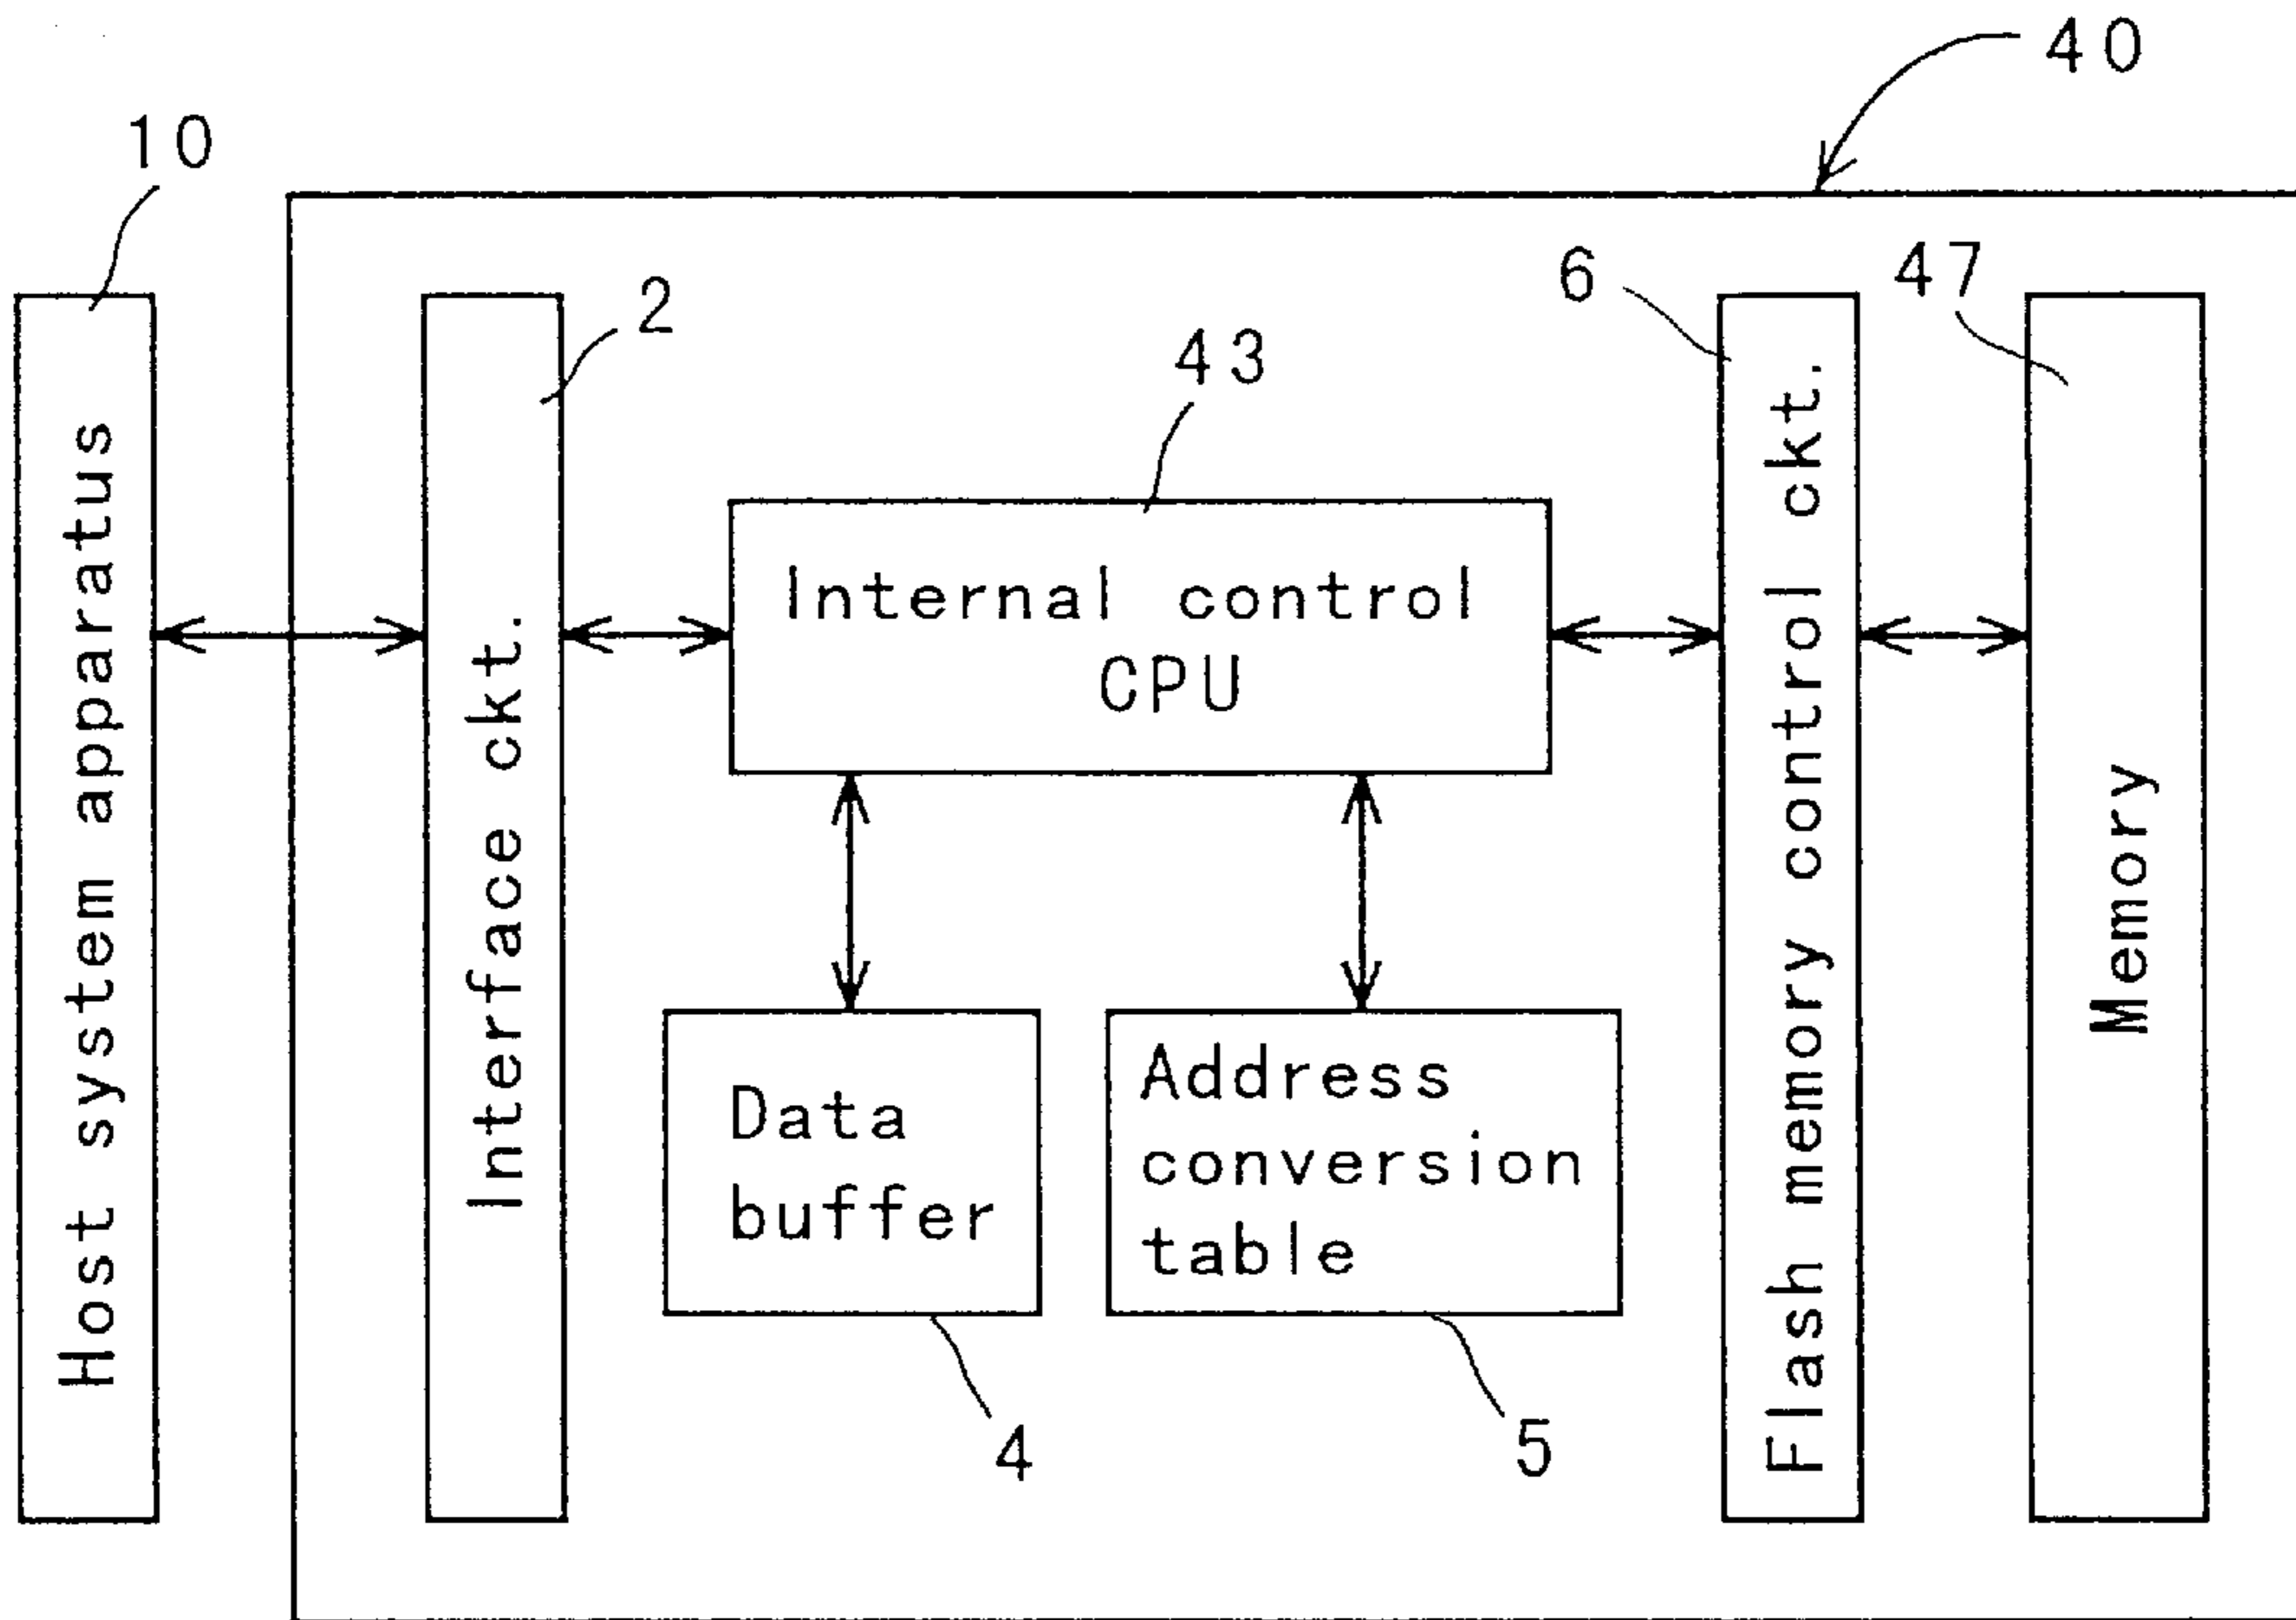 40
10
6
47
2
43
Host system apparatus
Interface ckt.
Internal control
CPU
Flash memory control ckt.
Memory
Data
buffer
Address
conversion
table
4
5